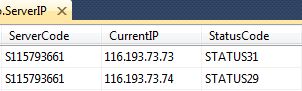 o.ServerIP
ServerCode CurrentIP StatusCode
S115793661 116.193.73.73 STATUS31
S115793661 116.193.73.74 STATUS29